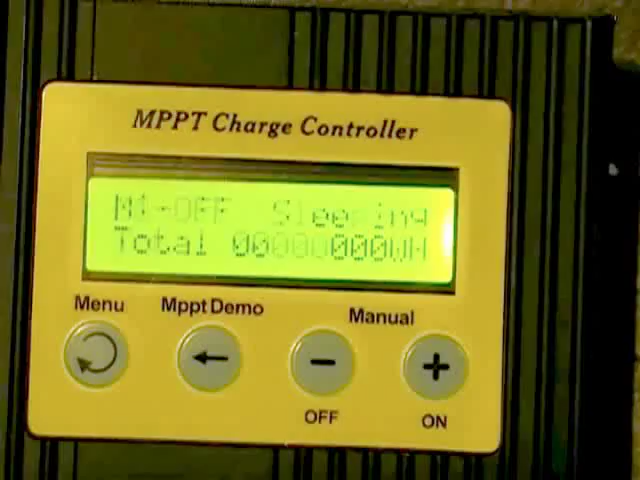 MPPT Charge Controller
M1-OFF Sleeping
Total 00000000WH
Menu Mppt Demo Manual
OFF ON